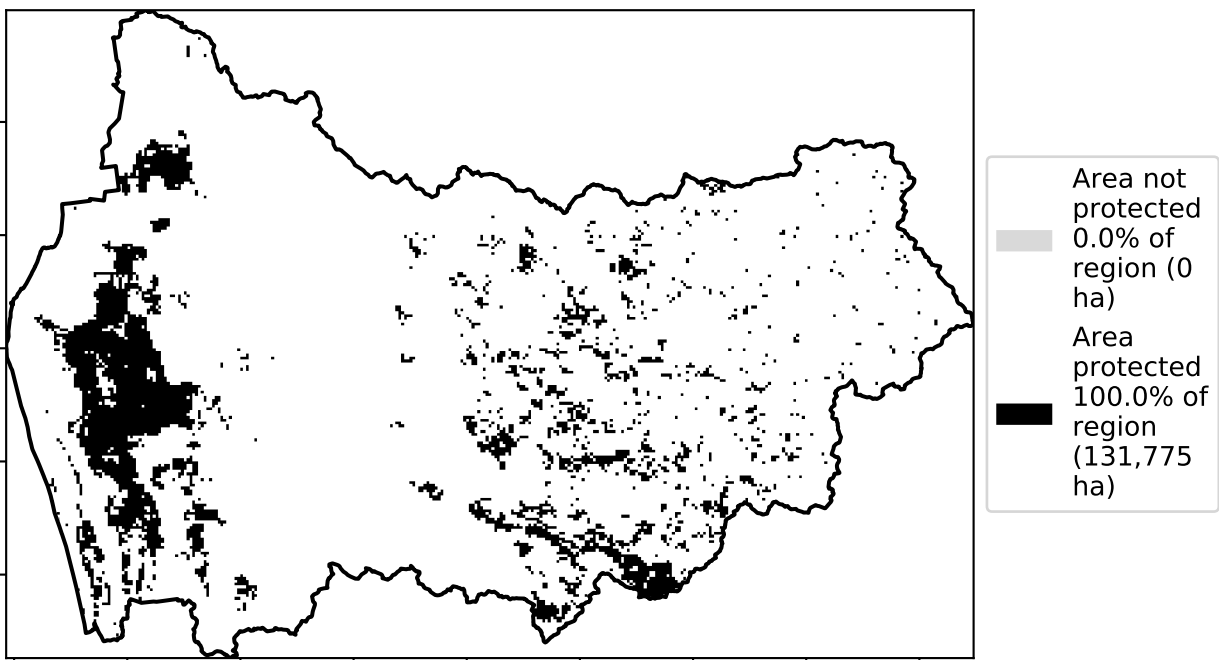 Area not
protected
0.0% of
region (0
ha)
Area
protected
100.0% of
region
(131,775
ha)